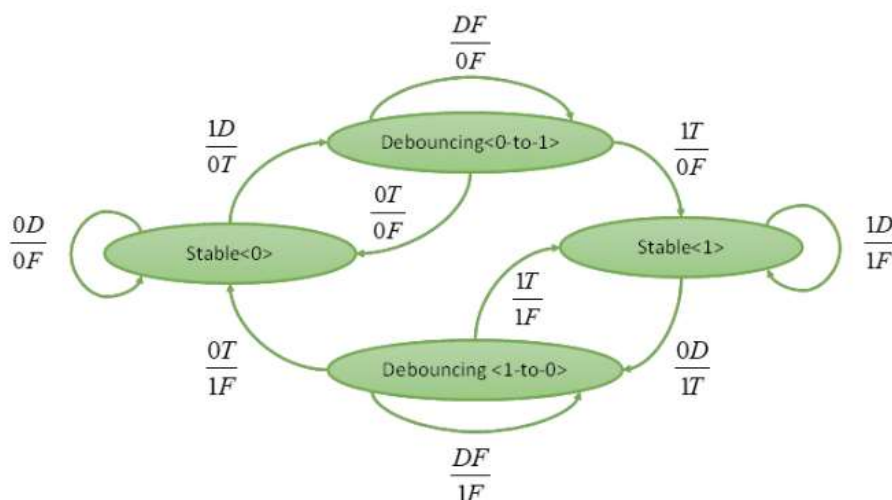 DF
0F
Debouncing<0-to-1>
1D
0T
1T
0F
0T
0F
0D
0F
Stable<0>
Stable<1>
1D
1F
1T
1F
0T
1F
0D
1T
Debouncing <1-to-0>
DF
1F